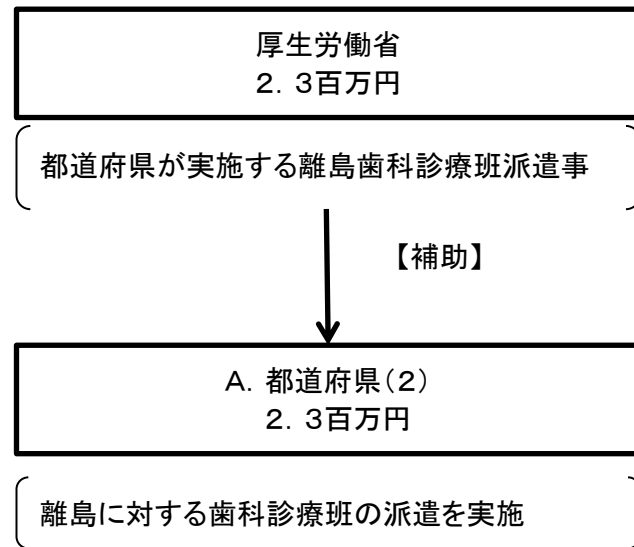 厚生労働省
２．３百万円
都道府県が実施する離島歯科診療班派遣事
【補助】
A．都道府県（２）
２．３百万円
離島に対する歯科診療班の派遣を実施